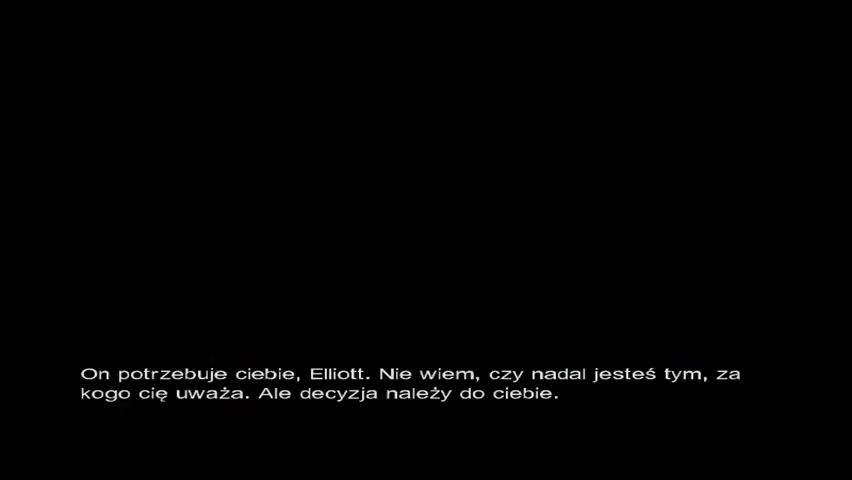 On potrzebuje ciebie, Elliott. Nie wiem, czy nadal jesteś tym, za
kogo cię uważa. Ale decyzja należy do ciebie.